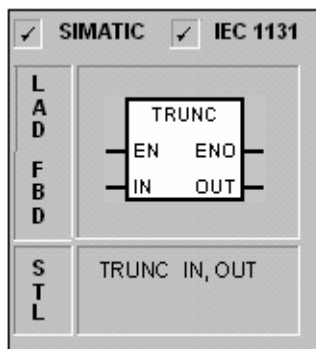 ✓ SIMATIC ✓ IEC 1131
L
A
D
F
B
D
TRUNC
EN ENO
IN OUT
S
T
L
TRUNC IN, OUT